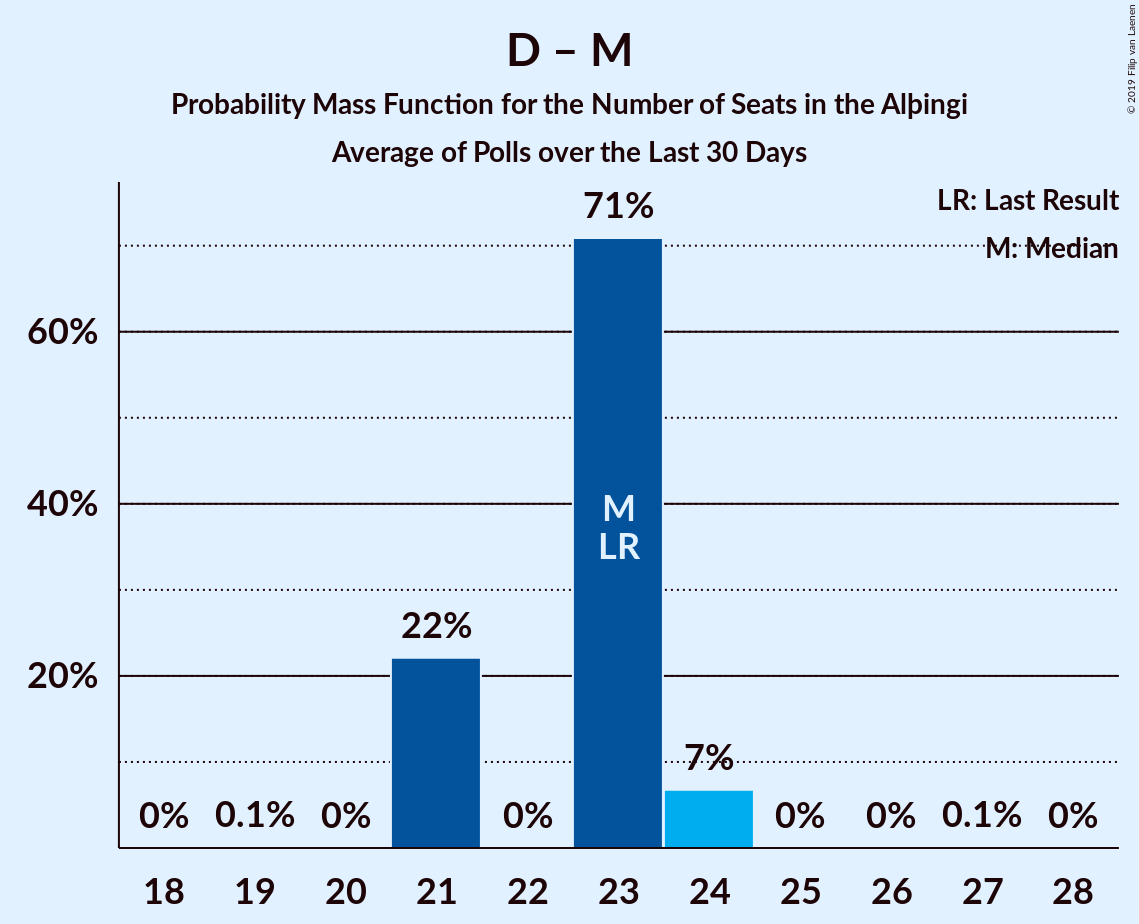 D – M
Probability Mass Function for the Number of Seats in the Alþingi
Average of Polls over the Last 30 Days
© 2019 Filip van Laenen
LR: Last Result
M: Median
60%
40%
20%
0%
0.1%
0%
22%
0%
71%
M
LR
7%
0%
0%
0.1%
0%
18 19 20 21 22 23 24 25 26 27 28